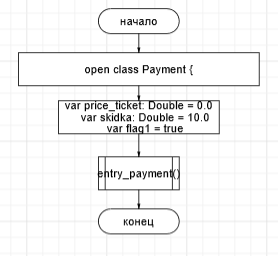 начало
open class Payment {
var price_ticket: Double = 0.0
var skidka: Double = 10.0
var flag1 = true
entry_payment()
конец